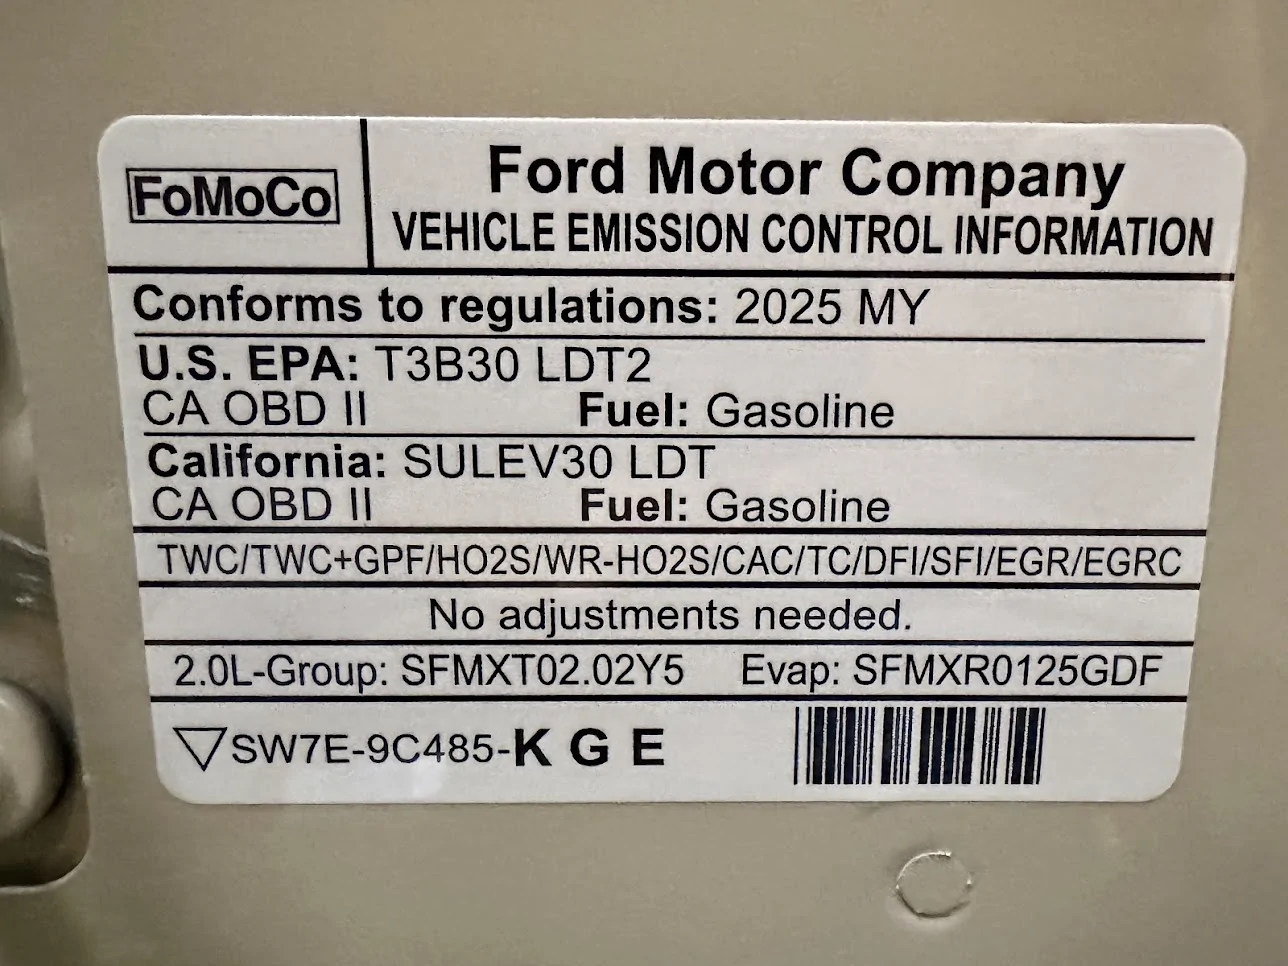 FoMoCo
Ford Motor Company
VEHICLE EMISSION CONTROL INFORMATION
Conforms to regulations: 2025 MY
U.S. EPA: T3B30 LDT2
CA OBD II Fuel: Gasoline
California: SULEV30 LDT
CA OBD II Fuel: Gasoline
TWC/TWC+GPF/HO2S/WR-HO2S/CAC/TC/DFI/SFI/EGR/EGRC
No adjustments needed.
2.0L-Group: SFMXT02.02Y5 Evap: SFMXR0125GDF
SW7E-9C485-K G E